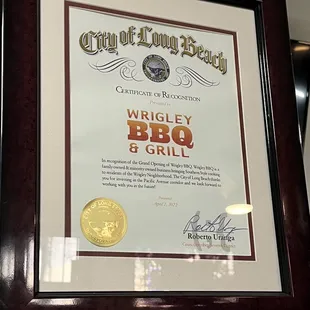 City of Long Beach
Certificate of Recognition
Presented to
WRIGLEY
BBQ
& GRILL
In recognition of the Grand Opening of Wrigley BBQ. Wrigley BBQ is a
family-owned & minority-owned business bringing Southern Style cooking
to residents of the Wrigley Neighborhood. The City of Long Beach thanks
you for investing in the Pacific Avenue corridor and we look forward to
working with you in the future!
Roberto Uranga